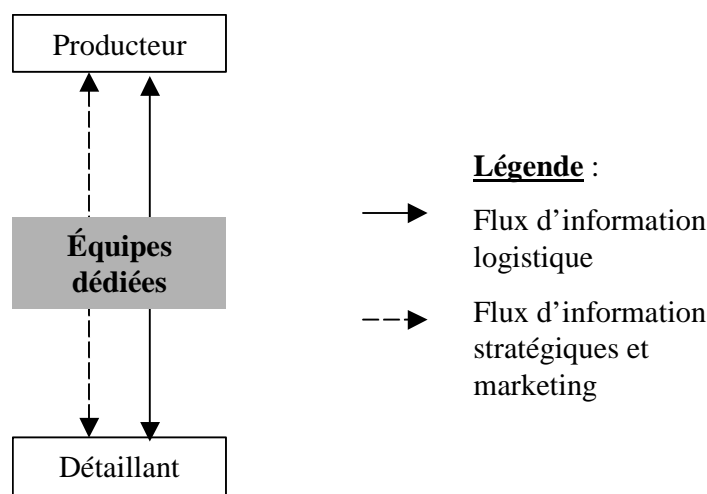 Producteur
Équipes
dédiées
Détaillant
Légende :
Flux d’information
logistique
Flux d’information
stratégiques et
marketing